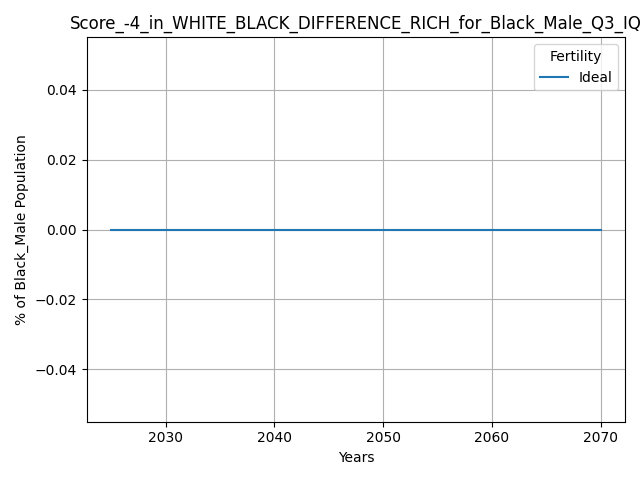 Score_-4_in_WHITE_BLACK_DIFFERENCE_RICH_for_Black_Male_Q3_IQ
Fertility
Ideal
% of Black_Male Population
0.04
0.02
0.00
−0.02
−0.04
2030 2040 2050 2060 2070
Years